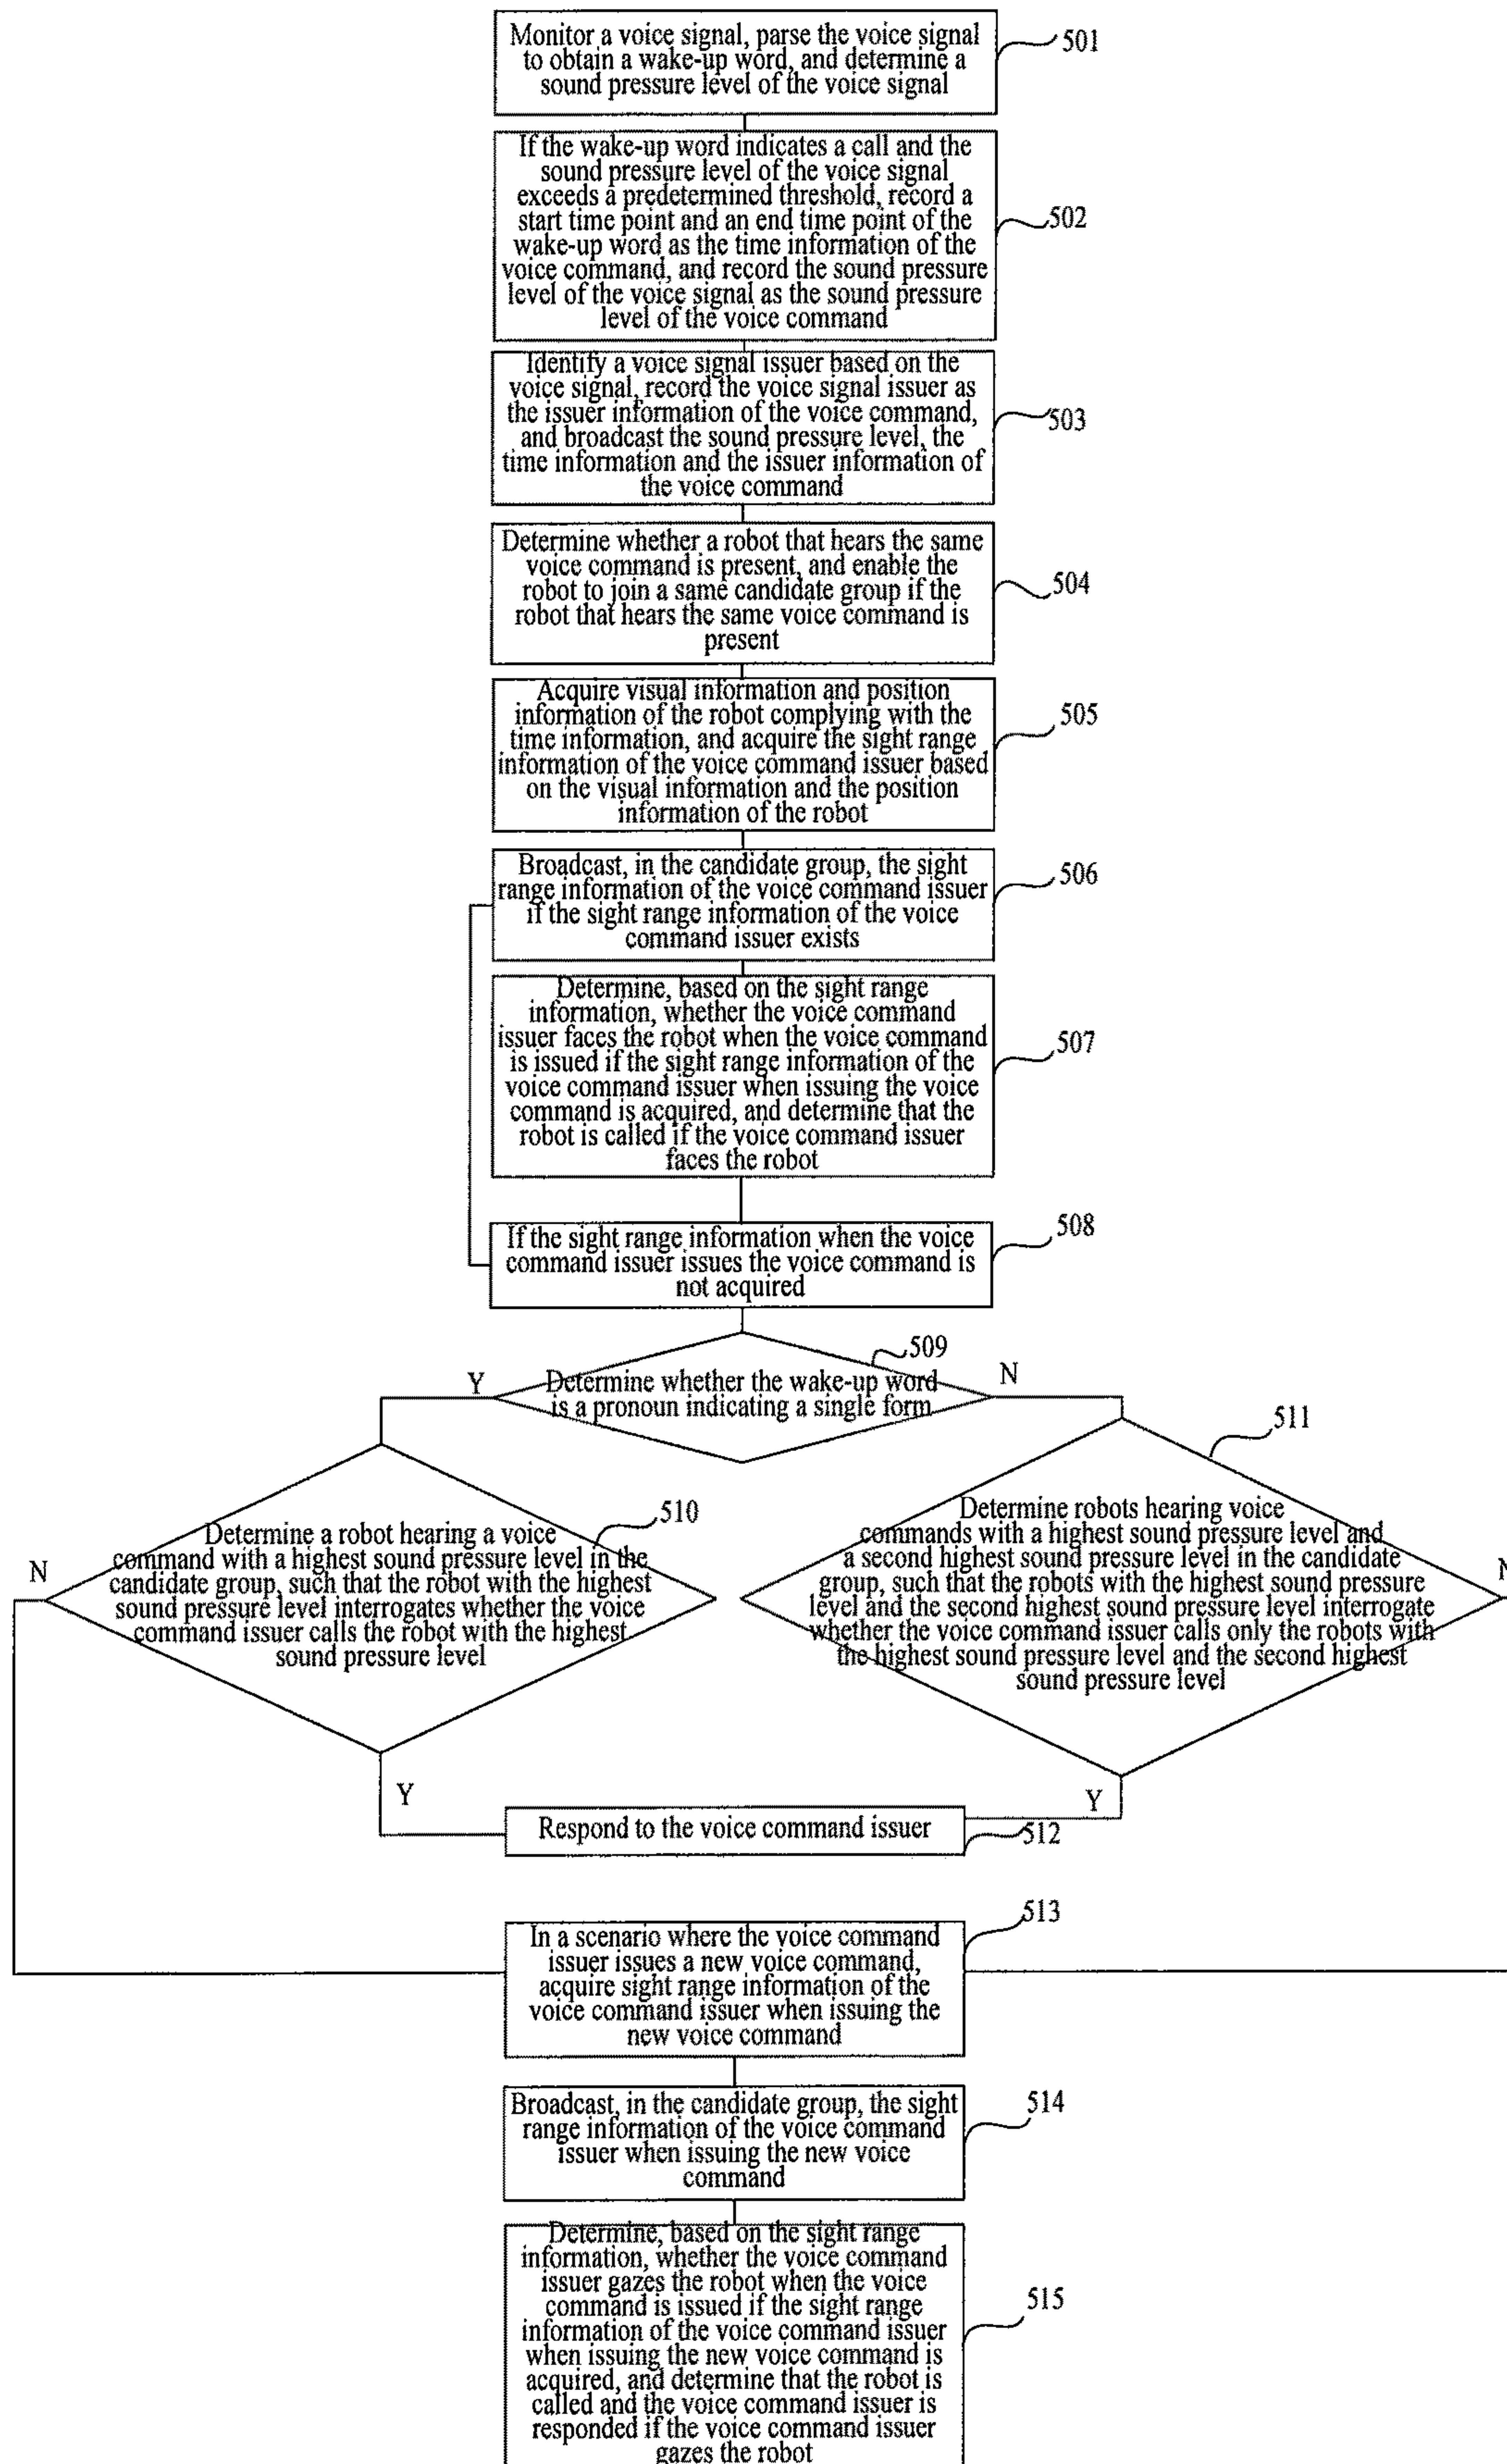 Monitor a voice signal, parse the voice signal
to obtain a wake-up word, and determine a
sound pressure level of the voice signal
501
If the wake-up word indicates a call and the
sound pressure level of the voice signal
exceeds a predetermined threshold, record a
start time point and an end time point of the
wake-up word as the time information of the
voice command, and record the sound pressure
level of the voice signal as the sound pressure
level of the voice command
502
Identify a voice signal issuer based on the
voice signal, record the voice signal issuer as
the issuer information of the voice command,
and broadcast the sound pressure level, the
time information and the issuer information of
the voice command
503
Determine whether a robot that hears the same
voice command is present, and enable the
robot to join a same candidate group if the
robot that hears the same voice command is
present
504
Acquire visual information and position
information of the robot complying with the
time information, and acquire the sight range
information of the voice command issuer based
on the visual information and the position
information of the robot
505
Broadcast, in the candidate group, the sight
range information of the voice command issuer
if the sight range information of the voice
command issuer exists
506
Determine, based on the sight range
information, whether the voice command
issuer faces the robot when the voice command
is issued if the sight range information of the
voice command issuer when issuing the voice
command is acquired, and determine that the
robot is called if the voice command issuer
faces the robot
507
If the sight range information when the voice
command issuer issues the voice command is
not acquired
508
509
Determine whether the wake-up word
is a pronoun indicating a single form
Y
N
510
Determine a robot hearing a voice
command with a highest sound pressure level in the
candidate group, such that the robot with the highest
sound pressure level interrogates whether the voice
command issuer calls the robot with the highest
sound pressure level
N
Y
511
Determine robots hearing voice
commands with a highest sound pressure level and
a second highest sound pressure level in the candidate
group, such that the robots with the highest sound pressure
level and the second highest sound pressure level interrogate
whether the voice command issuer calls only the robots with
the highest sound pressure level and the second highest
sound pressure level
N
Y
Respond to the voice command issuer
512
In a scenario where the voice command
issuer issues a new voice command,
acquire sight range information of the
voice command issuer when issuing the
new voice command
513
Broadcast, in the candidate group, the sight
range information of the voice command
issuer when issuing the new voice
command
514
Determine, based on the sight range
information, whether the voice command
issuer gazes the robot when the voice
command is issued if the sight range
information of the voice command issuer
when issuing the new voice command is
acquired, and determine that the robot is
called and the voice command issuer is
responded if the voice command issuer
gazes the robot
515